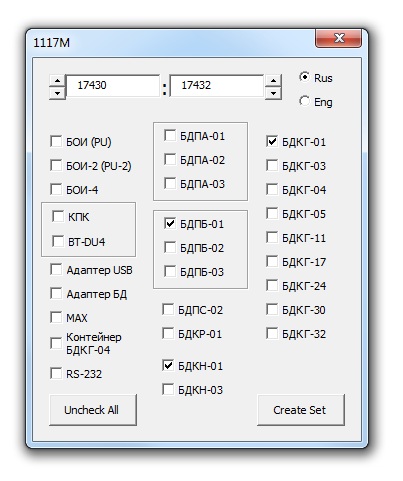 1117M
17430 : 17432
Rus
Eng
БОИ (PU)
БОИ-2 (PU-2)
БОИ-4
КПК
BT-DU4
Адаптер USB
Адаптер БД
MAX
Контейнер
БДКГ-04
RS-232
БДПА-01
БДПА-02
БДПА-03
БДПБ-01
БДПБ-02
БДПБ-03
БДПС-02
БДКР-01
БДКН-01
БДКН-03
БДКГ-01
БДКГ-03
БДКГ-04
БДКГ-05
БДКГ-11
БДКГ-17
БДКГ-24
БДКГ-30
БДКГ-32
Uncheck All
Create Set